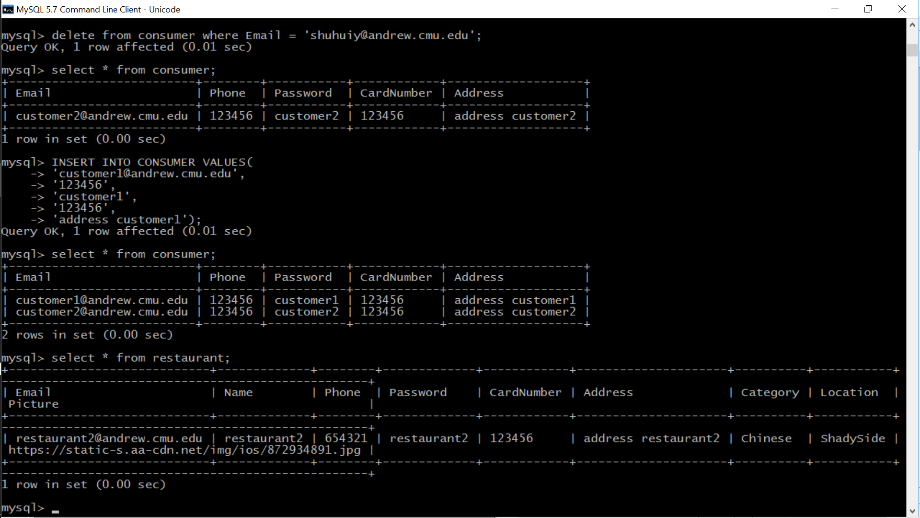 MySQL 5.7 Command Line Client - Unicode
mysql> delete from consumer where Email = 'shuhuiy@andrew.cmu.edu';
Query OK, 1 row affected (0.01 sec)
mysql> select * from consumer;
+--------------------------+--------+-----------+------------+-------------------+
| Email | Phone | Password | CardNumber | Address |
+--------------------------+--------+-----------+------------+-------------------+
| customer2@andrew.cmu.edu | 123456 | customer2 | 123456 | address customer2 |
+--------------------------+--------+-----------+------------+-------------------+
1 row in set (0.00 sec)
mysql> INSERT INTO CONSUMER VALUES(
-> 'customer1@andrew.cmu.edu',
-> '123456',
-> 'customer1',
-> '123456',
-> 'address customer1');
Query OK, 1 row affected (0.01 sec)
mysql> select * from consumer;
+--------------------------+--------+-----------+------------+-------------------+
| Email | Phone | Password | CardNumber | Address |
+--------------------------+--------+-----------+------------+-------------------+
| customer1@andrew.cmu.edu | 123456 | customer1 | 123456 | address customer1 |
| customer2@andrew.cmu.edu | 123456 | customer2 | 123456 | address customer2 |
+--------------------------+--------+-----------+------------+-------------------+
2 rows in set (0.00 sec)
mysql> select * from restaurant;
+----------------------------+-------------+--------+-------------+------------+---------------------+----------+-----------+
---------------------------------------------------+
| Email | Name | Phone | Password | CardNumber | Address | Category | Location |
Picture |
+----------------------------+-------------+--------+-------------+------------+---------------------+----------+-----------+
---------------------------------------------------+
| restaurant2@andrew.cmu.edu | restaurant2 | 654321 | restaurant2 | 123456 | address restaurant2 | Chinese | ShadySide |
https://static-s.aa-cdn.net/img/ios/872934891.jpg |
+----------------------------+-------------+--------+-------------+------------+---------------------+----------+-----------+
---------------------------------------------------+
1 row in set (0.00 sec)
mysql> _